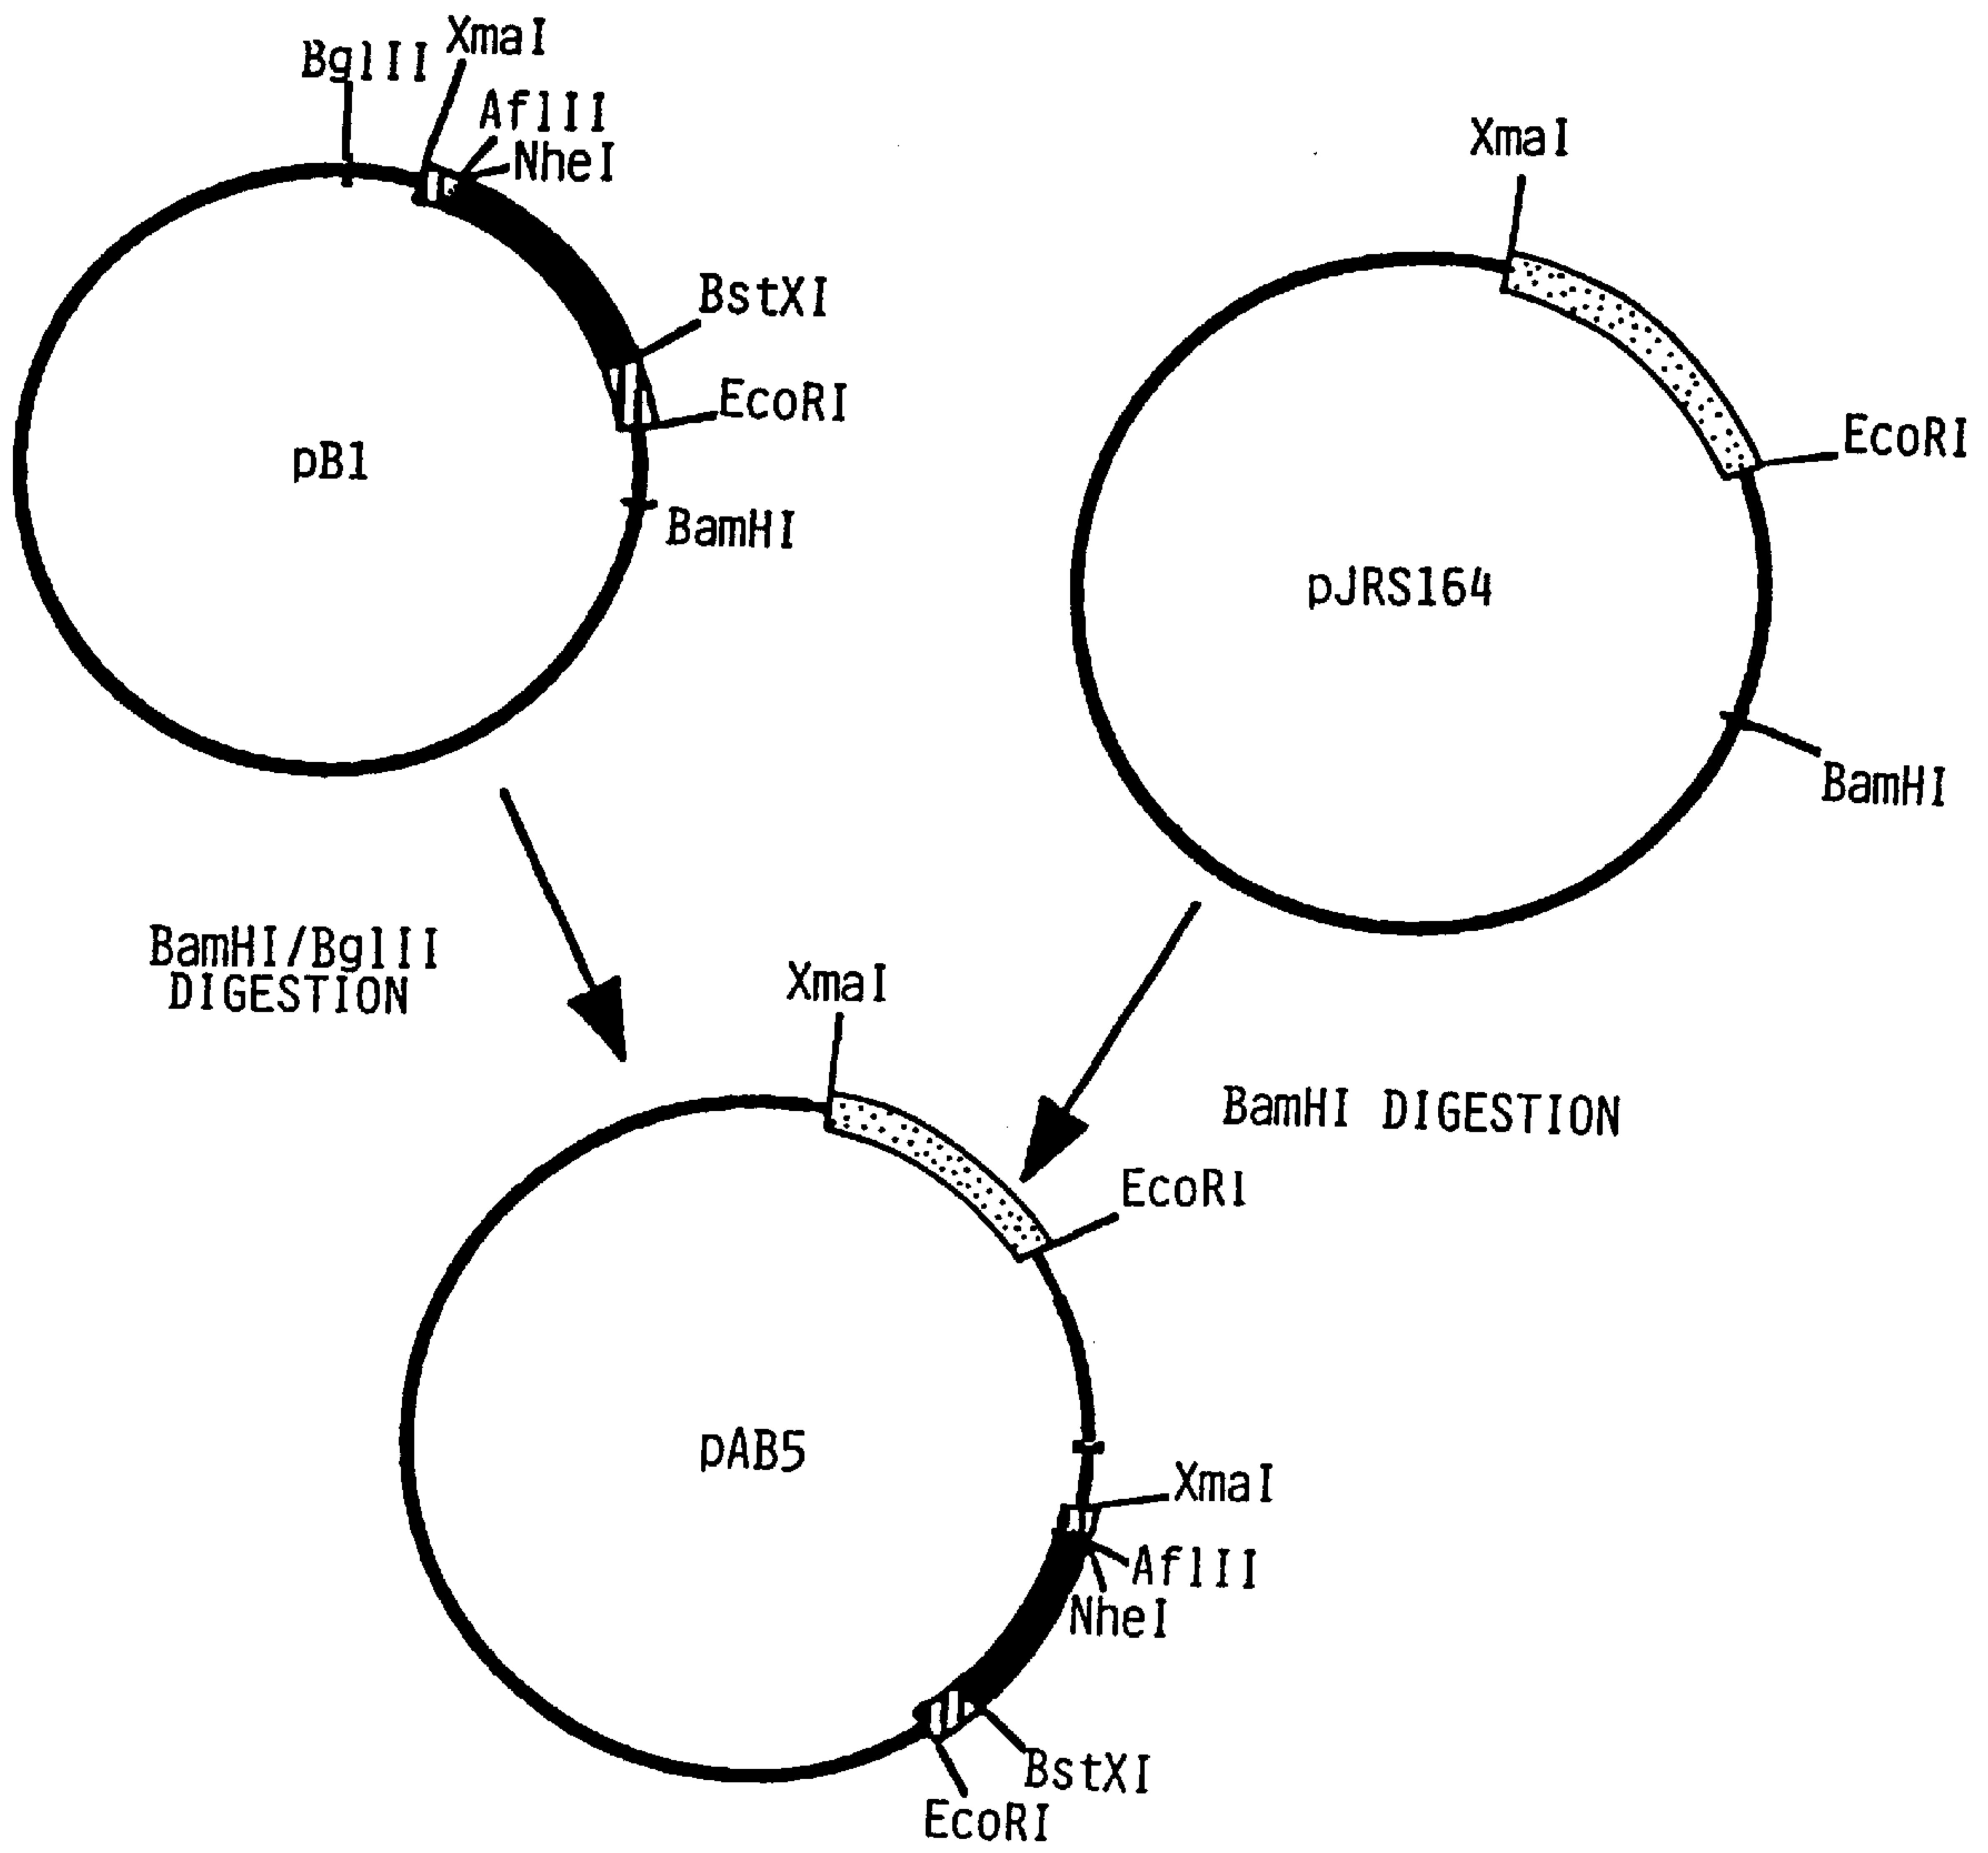 BglII
XmaI
AflII
NheI
BstXI
EcoRI
BamHI
pB1
XmaI
EcoRI
BamHI
pJRS164
BamHI/BglII
DIGESTION
BamHI DIGESTION
XmaI
EcoRI
pAB5
XmaI
AflII
NheI
BstXI
EcoRI